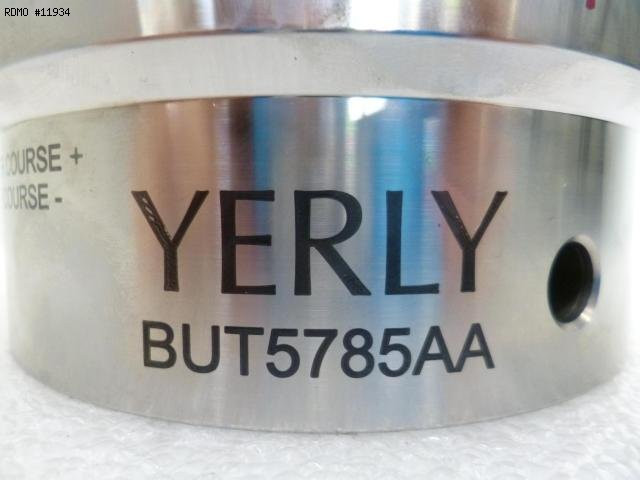 RDMO #11934
COURSE +
COURSE -
YERLY
BUT5785AA